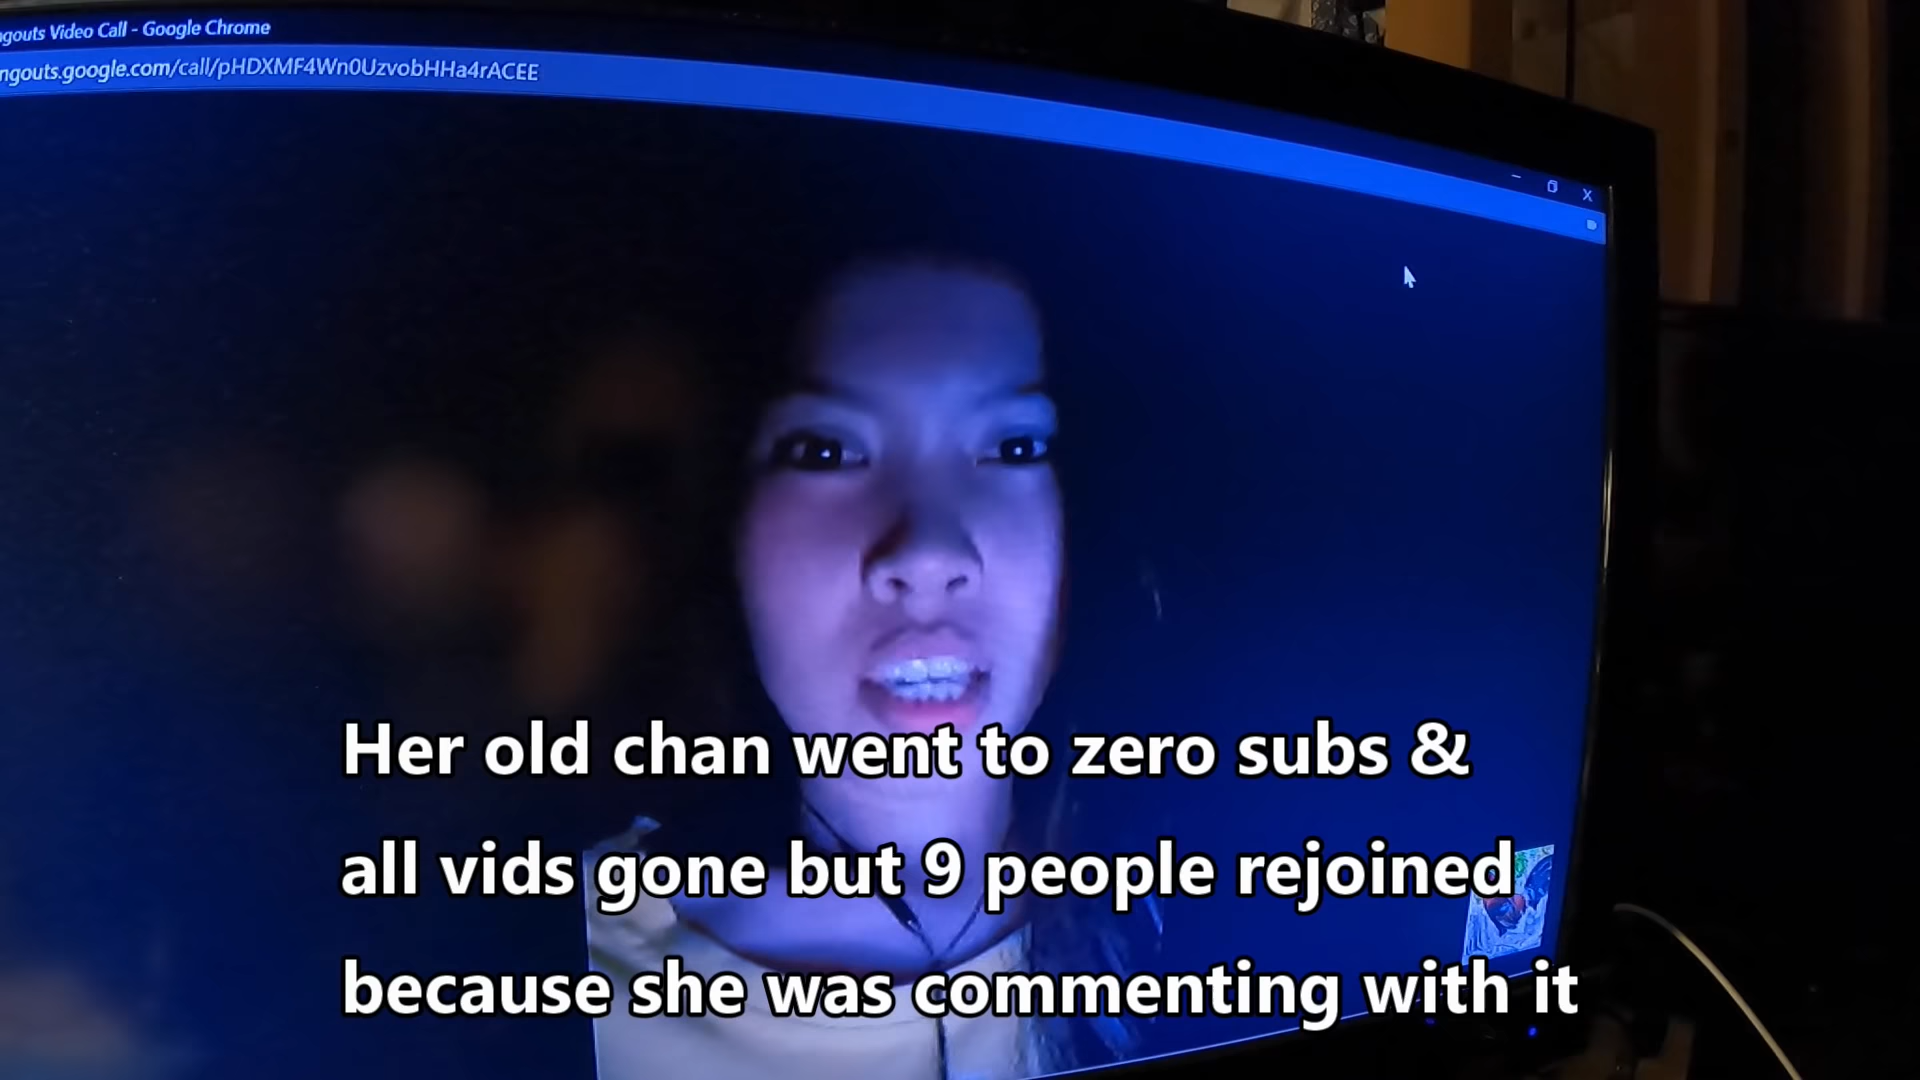 ngouts Video Call - Google Chrome
ngouts.google.com/call/pHDXMF4Wn0UzvobHHa4rACEE
Her old chan went to zero subs &
all vids gone but 9 people rejoined
because she was commenting with it